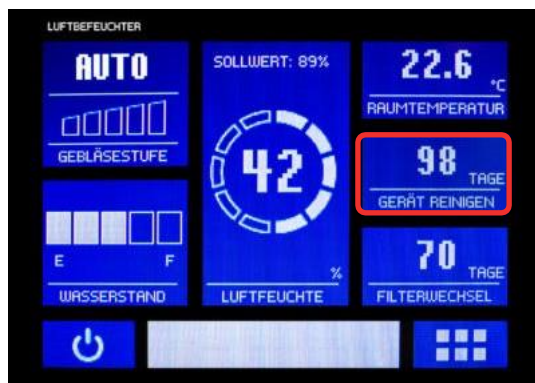 LUFTBEFEUCHTER
AUTO
GEBLÄSESTUFE
E F
WASSERSTAND
SOLLWERT: 89%
42
%
LUFTFEUCHTE
22.6 °C
RAUMTEMPERATUR
98 TAGE
GERÄT REINIGEN
70 TAGE
FILTERWECHSEL